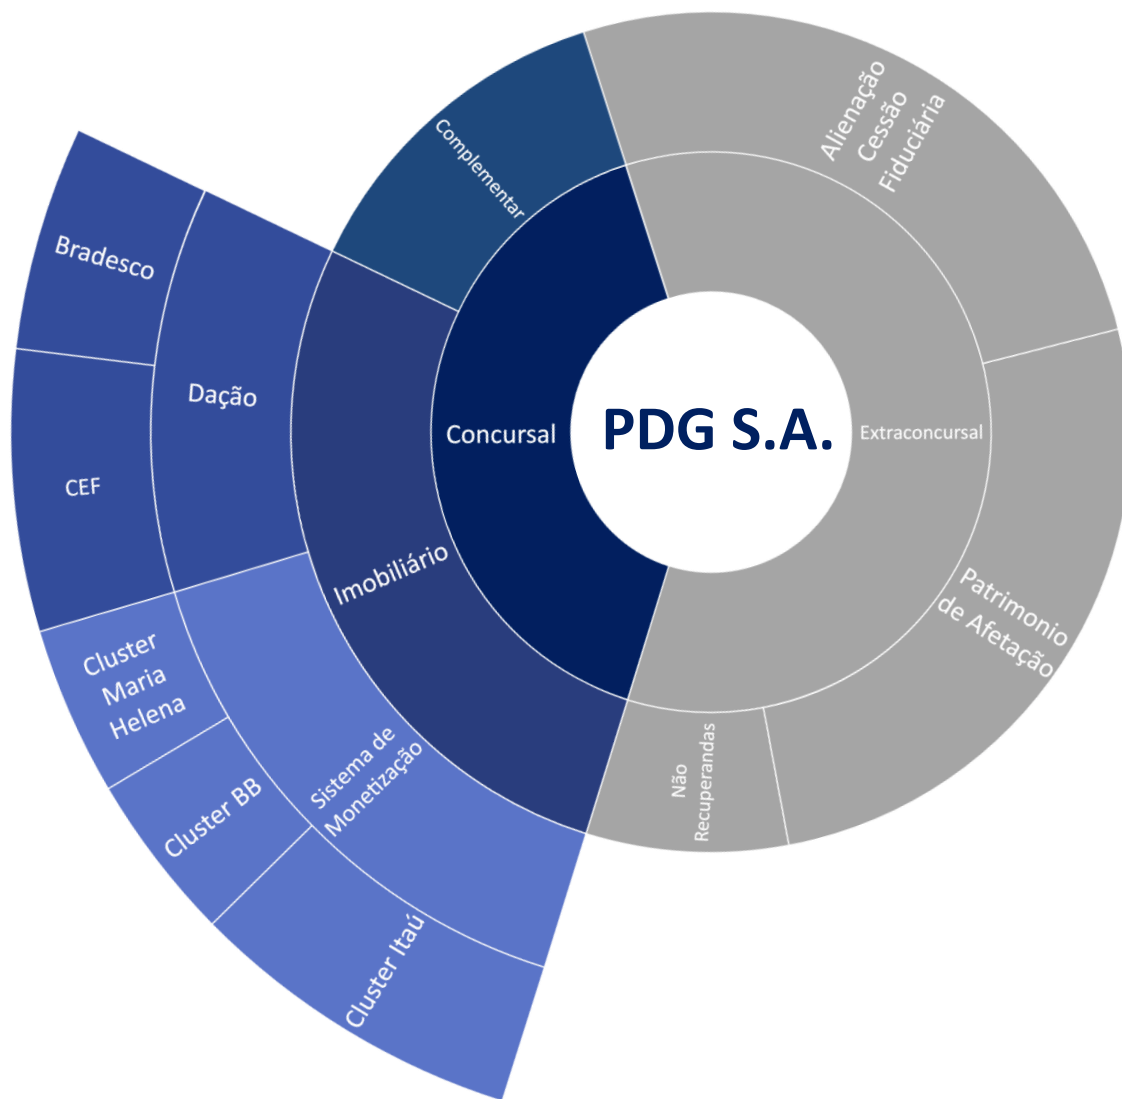 PDG S.A.
Concursal
Extraconcursal
Complementar
Imobiliário
Dação
Bradesco
CEF
Sistema de
Monetização
Cluster
Maria
Helena
Cluster BB
Cluster Itaú
Alienação
Cessão
Fiduciária
Patrimonio
de Afetação
Não
Recuperandas